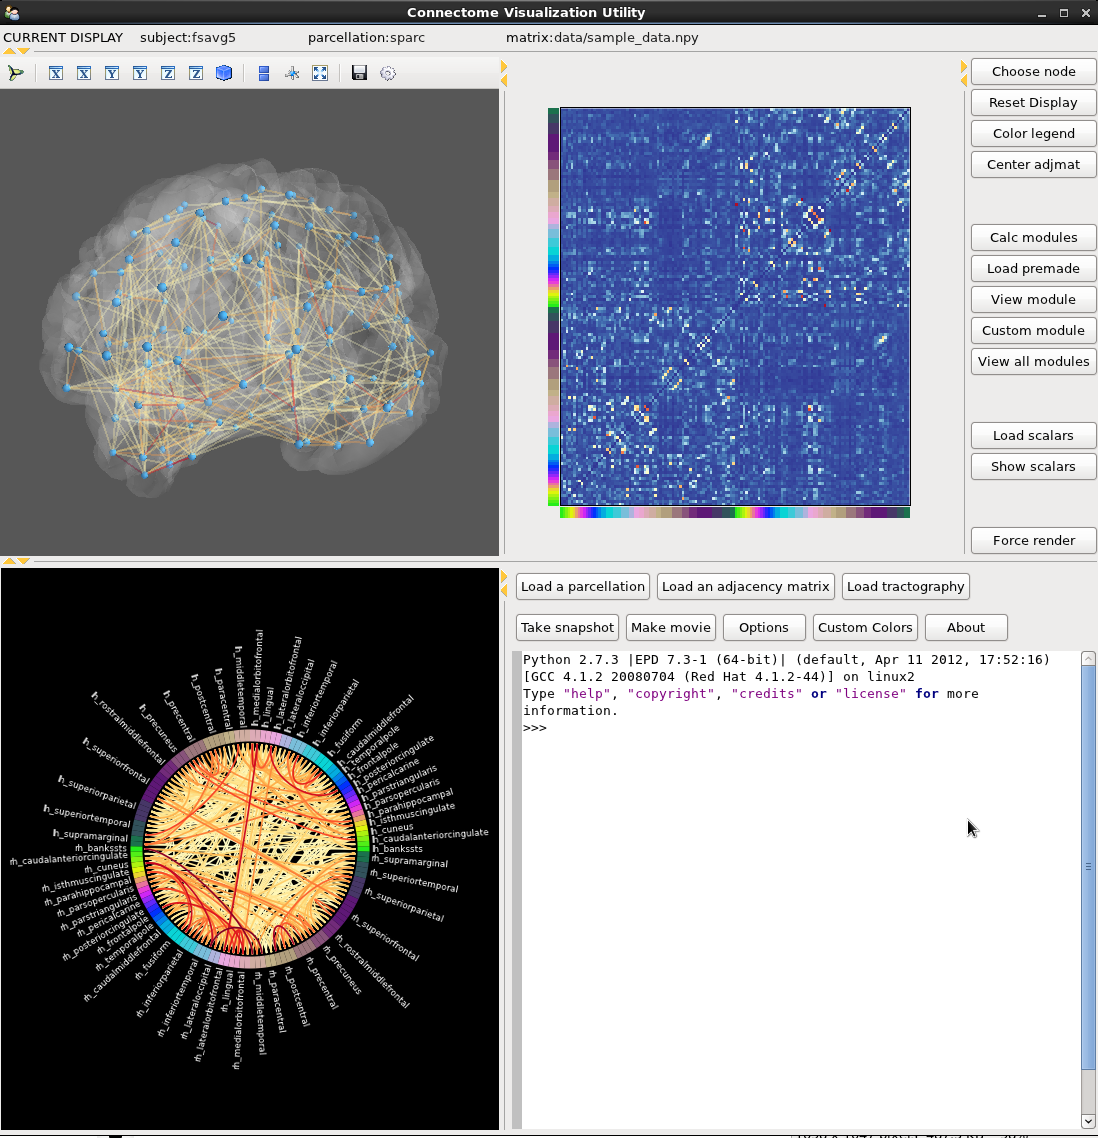 Connectome Visualization Utility
CURRENT DISPLAY subject:fsavg5 parcellation:sparc matrix:data/sample_data.npy
X X Y Y Z Z
Choose node
Reset Display
Color legend
Center adjmat
Calc modules
Load premade
View module
Custom module
View all modules
Load scalars
Show scalars
Force render
lh_supramarginal
lh_superiortemporal
lh_superiorparietal
lh_superiorfrontal
lh_rostralmiddlefrontal
lh_precuneus
lh_precentral
lh_postcentral
lh_paracentral
lh_middletemporal
lh_medialorbitofrontal
lh_lingual
lh_lateralorbitofrontal
lh_lateraloccipital
lh_inferiortemporal
lh_inferiorparietal
lh_fusiform
lh_caudalmiddlefrontal
lh_temporalpole
lh_frontalpole
lh_posteriorcingulate
lh_pericalcarine
lh_parstriangularis
lh_parsopercularis
lh_parahippocampal
lh_isthmuscingulate
lh_cuneus
lh_caudalanteriorcingulate
lh_bankssts
rh_supramarginal
rh_superiortemporal
rh_superiorparietal
rh_superiorfrontal
rh_rostralmiddlefrontal
rh_precuneus
rh_precentral
rh_postcentral
rh_paracentral
rh_middletemporal
rh_medialorbitofrontal
rh_lingual
rh_lateralorbitofrontal
rh_lateraloccipital
rh_inferiortemporal
rh_inferiorparietal
rh_fusiform
rh_caudalmiddlefrontal
rh_temporalpole
rh_frontalpole
rh_posteriorcingulate
rh_pericalcarine
rh_parstriangularis
rh_parsopercularis
rh_parahippocampal
rh_isthmuscingulate
rh_cuneus
rh_caudalanteriorcingulate
rh_bankssts
Load a parcellation Load an adjacency matrix Load tractography
Take snapshot Make movie Options Custom Colors About
Python 2.7.3 |EPD 7.3-1 (64-bit)| (default, Apr 11 2012, 17:52:16)
[GCC 4.1.2 20080704 (Red Hat 4.1.2-44)] on linux2
Type "help", "copyright", "credits" or "license" for more
information.
>>>